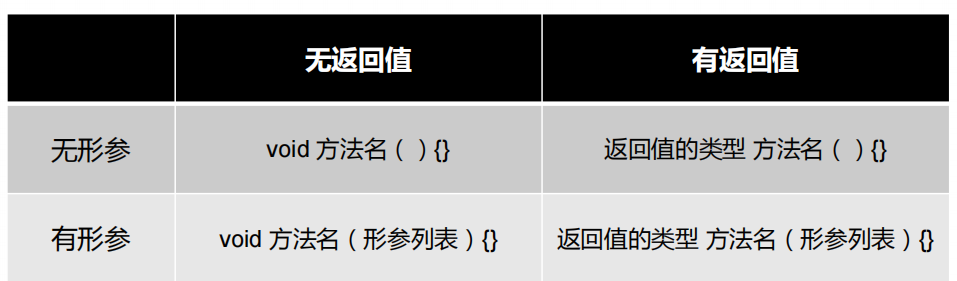 无返回值 有返回值
无形参 void 方法名（ ）{} 返回值的类型 方法名（ ）{}
有形参 void 方法名（形参列表）{} 返回值的类型 方法名（形参列表）{}